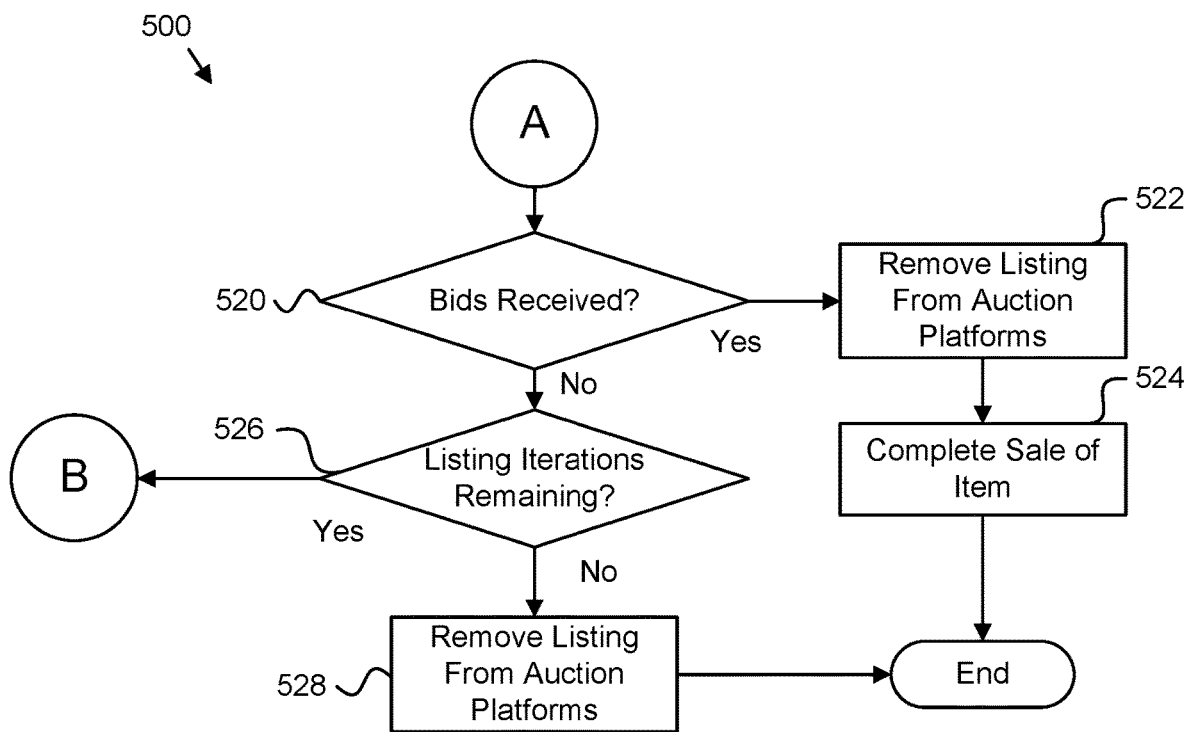 500
A
520
Bids Received?
Yes
No
522
Remove Listing
From Auction
Platforms
524
Complete Sale of
Item
526
Listing Iterations
Remaining?
Yes
B
No
528
Remove Listing
From Auction
Platforms
End